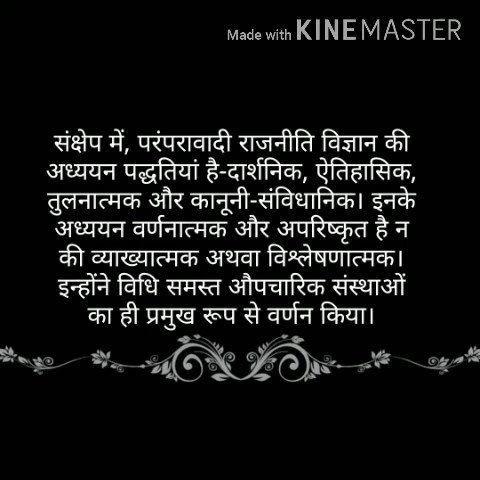 Made with KINEMASTER
संक्षेप में, परंपरावादी राजनीति विज्ञान की
अध्ययन पद्धतियां है-दार्शनिक, ऐतिहासिक,
तुलनात्मक और कानूनी-संविधानिक। इनके
अध्ययन वर्णनात्मक और अपरिष्कृत है न
की व्याख्यात्मक अथवा विश्लेषणात्मक।
इन्होंने विधि समस्त औपचारिक संस्थाओं
का ही प्रमुख रूप से वर्णन किया।